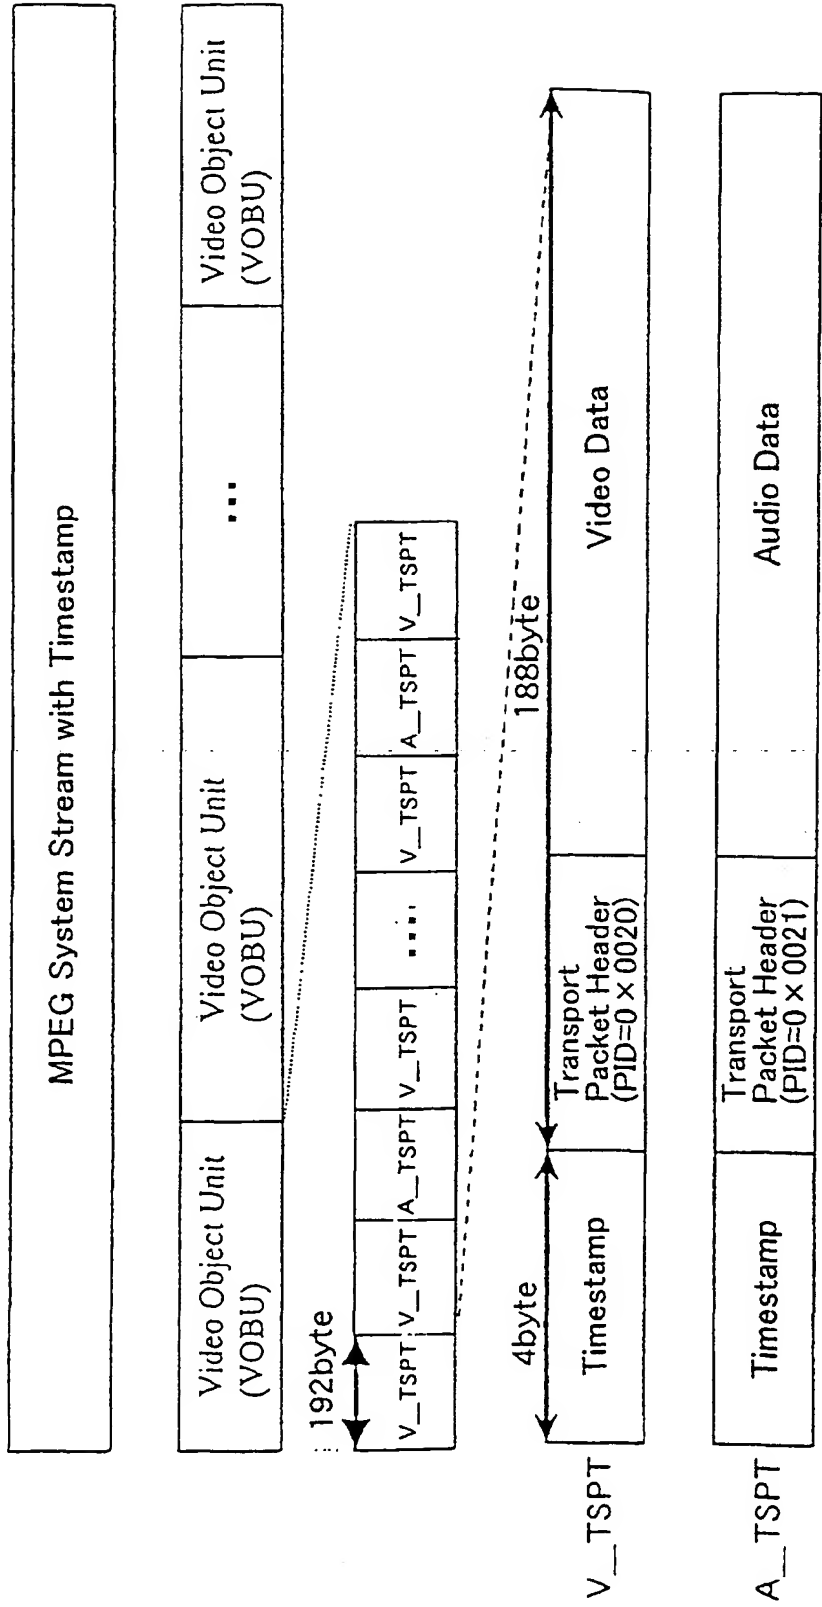 MPEG System Stream with Timestamp
Video Object Unit
(VOBU)
Video Object Unit
(VOBU)
...
Video Object Unit
(VOBU)
192byte
V_TSPT
V_TSPT
A_TSPT
V_TSPT
....
V_TSPT
A_TSPT
V_TSPT
4byte
188byte
V_TSPT
Timestamp
Transport
Packet Header
(PID=0×0020)
Video Data
A_TSPT
Timestamp
Transport
Packet Header
(PID=0×0021)
Audio Data